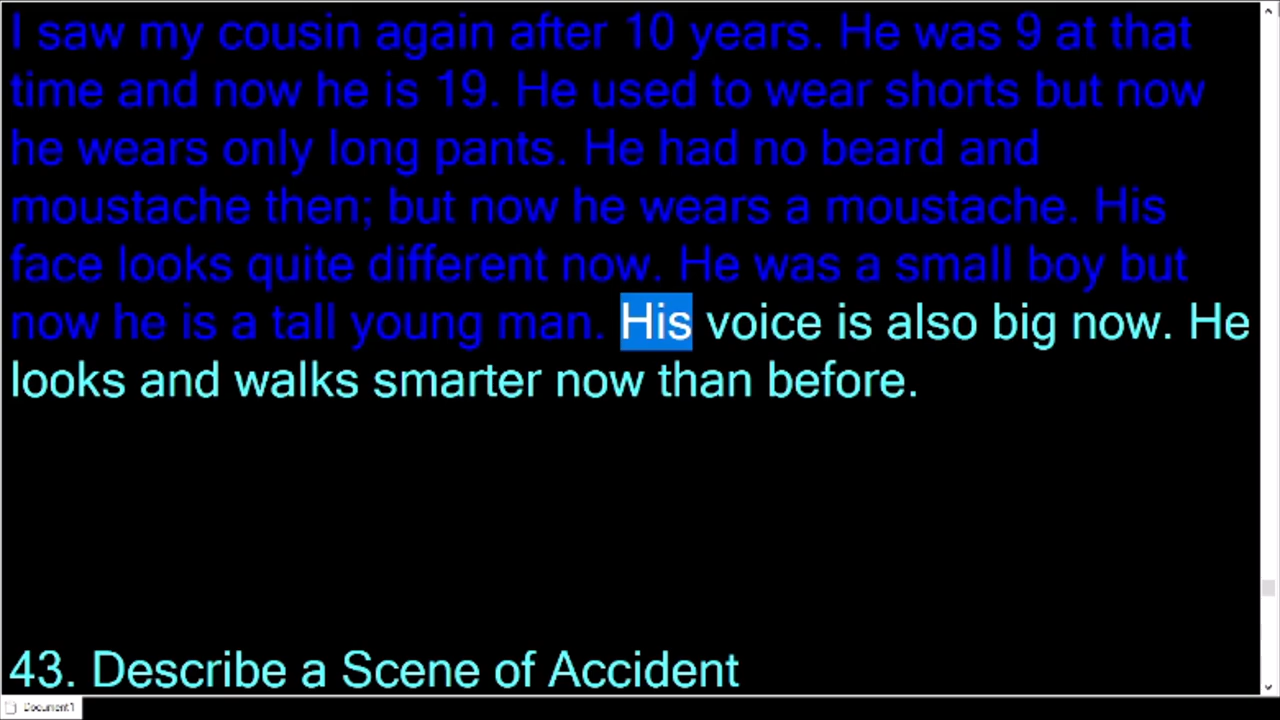 I saw my cousin again after 10 years. He was 9 at that
time and now he is 19. He used to wear shorts but now
he wears only long pants. He had no beard and
moustache then; but now he wears a moustache. His
face looks quite different now. He was a small boy but
now he is a tall young man. His voice is also big now. He
looks and walks smarter now than before.
43. Describe a Scene of Accident
Document1